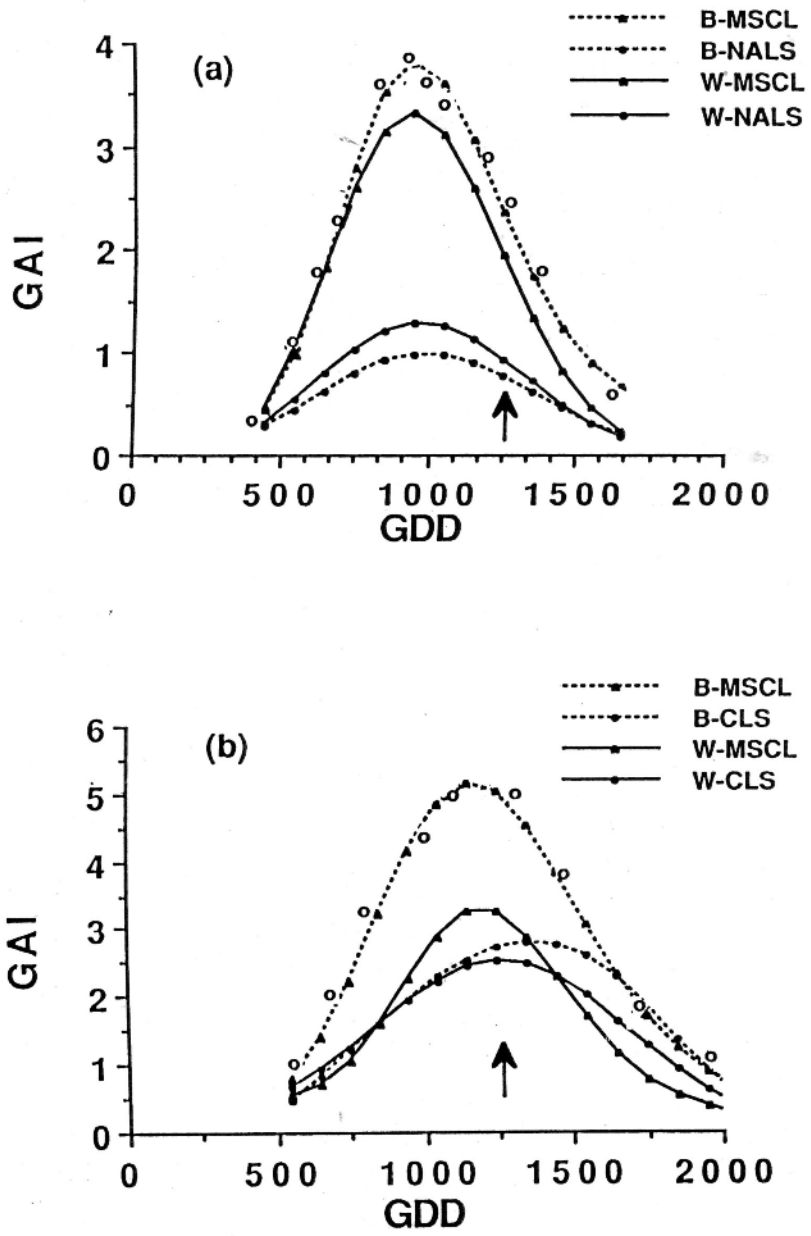 B-MSCL
B-NALS
W-MSCL
W-NALS
(a)
4
3
2
1
0
GAI
0 500 1000 1500 2000
GDD
B-MSCL
B-CLS
W-MSCL
W-CLS
(b)
6
5
4
3
2
1
0
GAI
0 500 1000 1500 2000
GDD